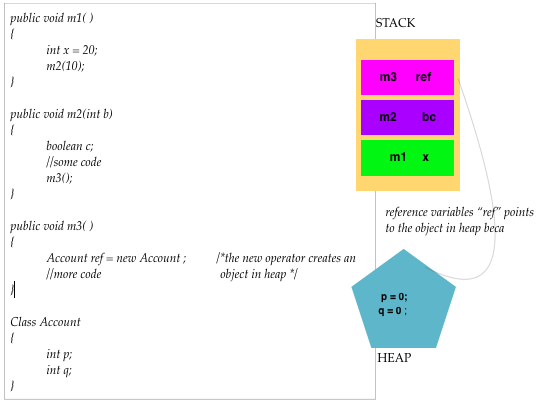 public void m1( )
{
int x = 20;
m2(10);
}
public void m2(int b)
{
boolean c;
//some code
m3();
}
public void m3( )
{
Account ref = new Account ; /*the new operator creates an
//more code object in heap */
}
Class Account
{
int p;
int q;
}
STACK
m3 ref
m2 bc
m1 x
reference variables “ref” points
to the object in heap beca
p = 0;
q = 0 ;
HEAP